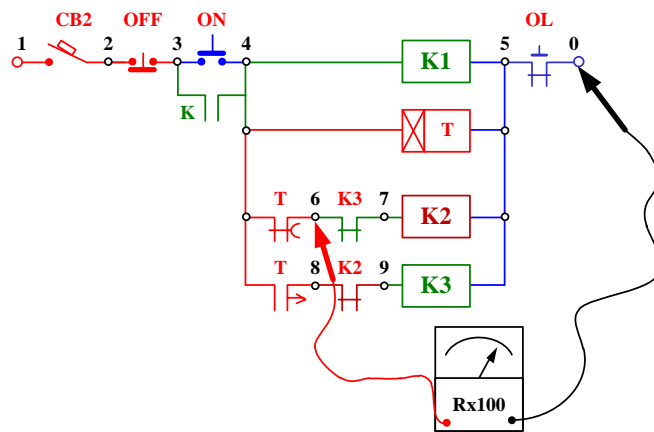 CB2 OFF ON OL
1 2 3 4 5 0
K1
K
T
T 6 K3 7
K2
T 8 K2 9
K3
Rx100